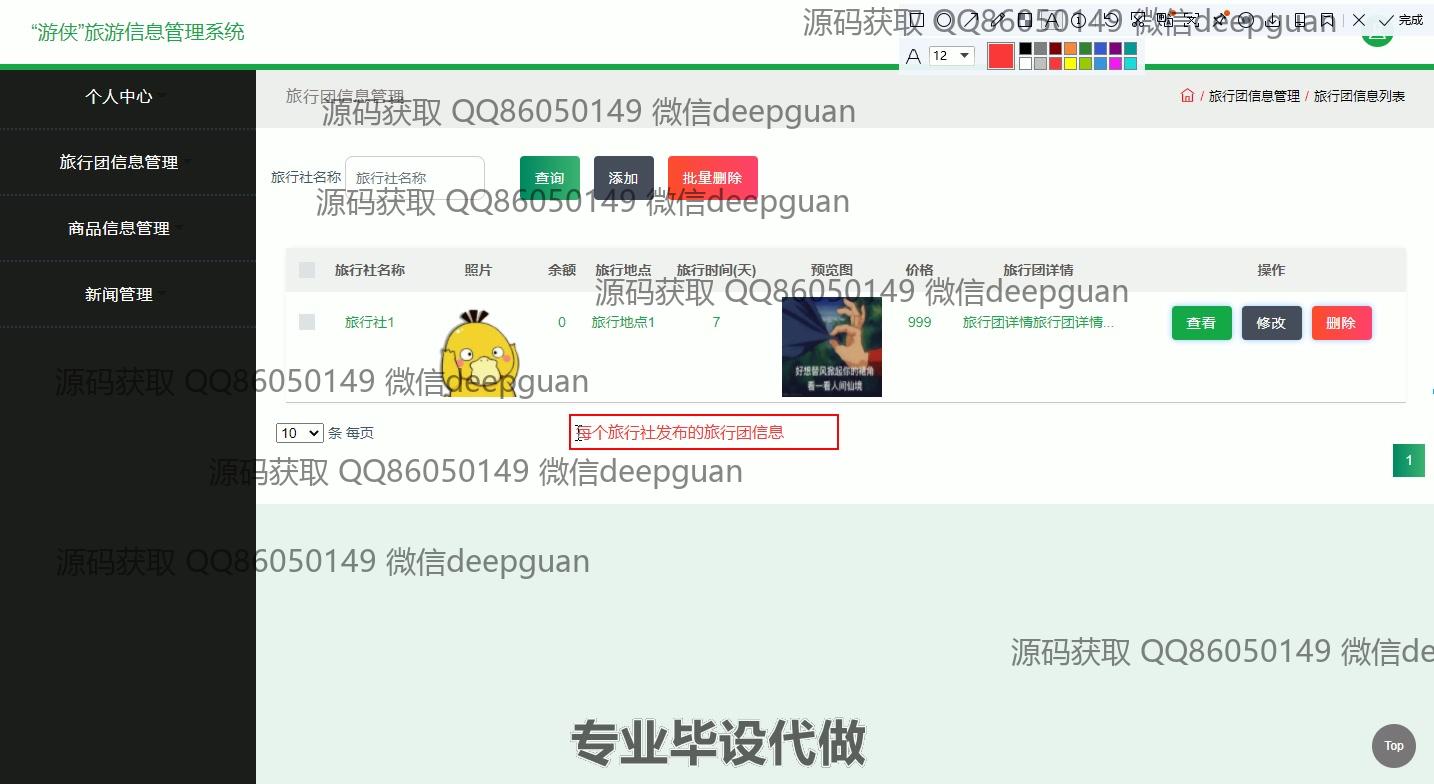 “游侠”旅游信息管理系统
源码获取 QQ86050149 微信deepguan
完成
12
个人中心
旅行团信息管理
商品信息管理
新闻管理
旅行团信息管理
/ 旅行团信息管理 / 旅行团信息列表
源码获取 QQ86050149 微信deepguan
旅行社名称 旅行社名称 查询 添加 批量删除
源码获取 QQ86050149 微信deepguan
旅行社名称 照片 余额 旅行地点 旅行时间(天) 预览图 价格 旅行团详情 操作
源码获取 QQ86050149 微信deepguan
旅行社1 0 旅行地点1 7 999 旅行团详情旅行团详情... 查看 修改 删除
好想替风掀起你的裙角
看一看人间仙境
源码获取 QQ86050149 微信deepguan
10 条 每页
每个旅行社发布的旅行团信息
1
源码获取 QQ86050149 微信deepguan
源码获取 QQ86050149 微信deepguan
源码获取 QQ86050149 微信de
专业毕设代做
Top